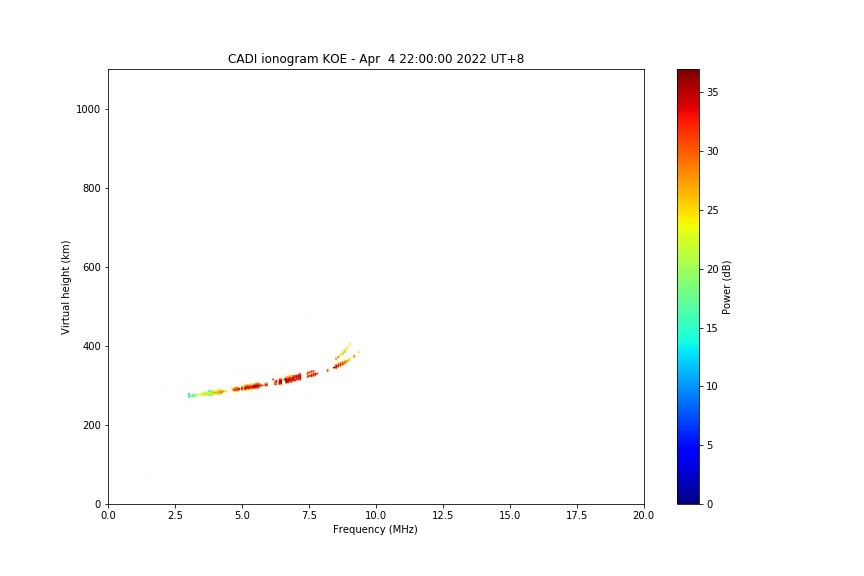 CADI ionogram KOE - Apr  4 22:00:00 2022 UT+8
1000
800
600
400
200
0
Virtual height (km)
0.0 2.5 5.0 7.5 10.0 12.5 15.0 17.5 20.0
Frequency (MHz)
35
30
25
20
15
10
5
0
Power (dB)